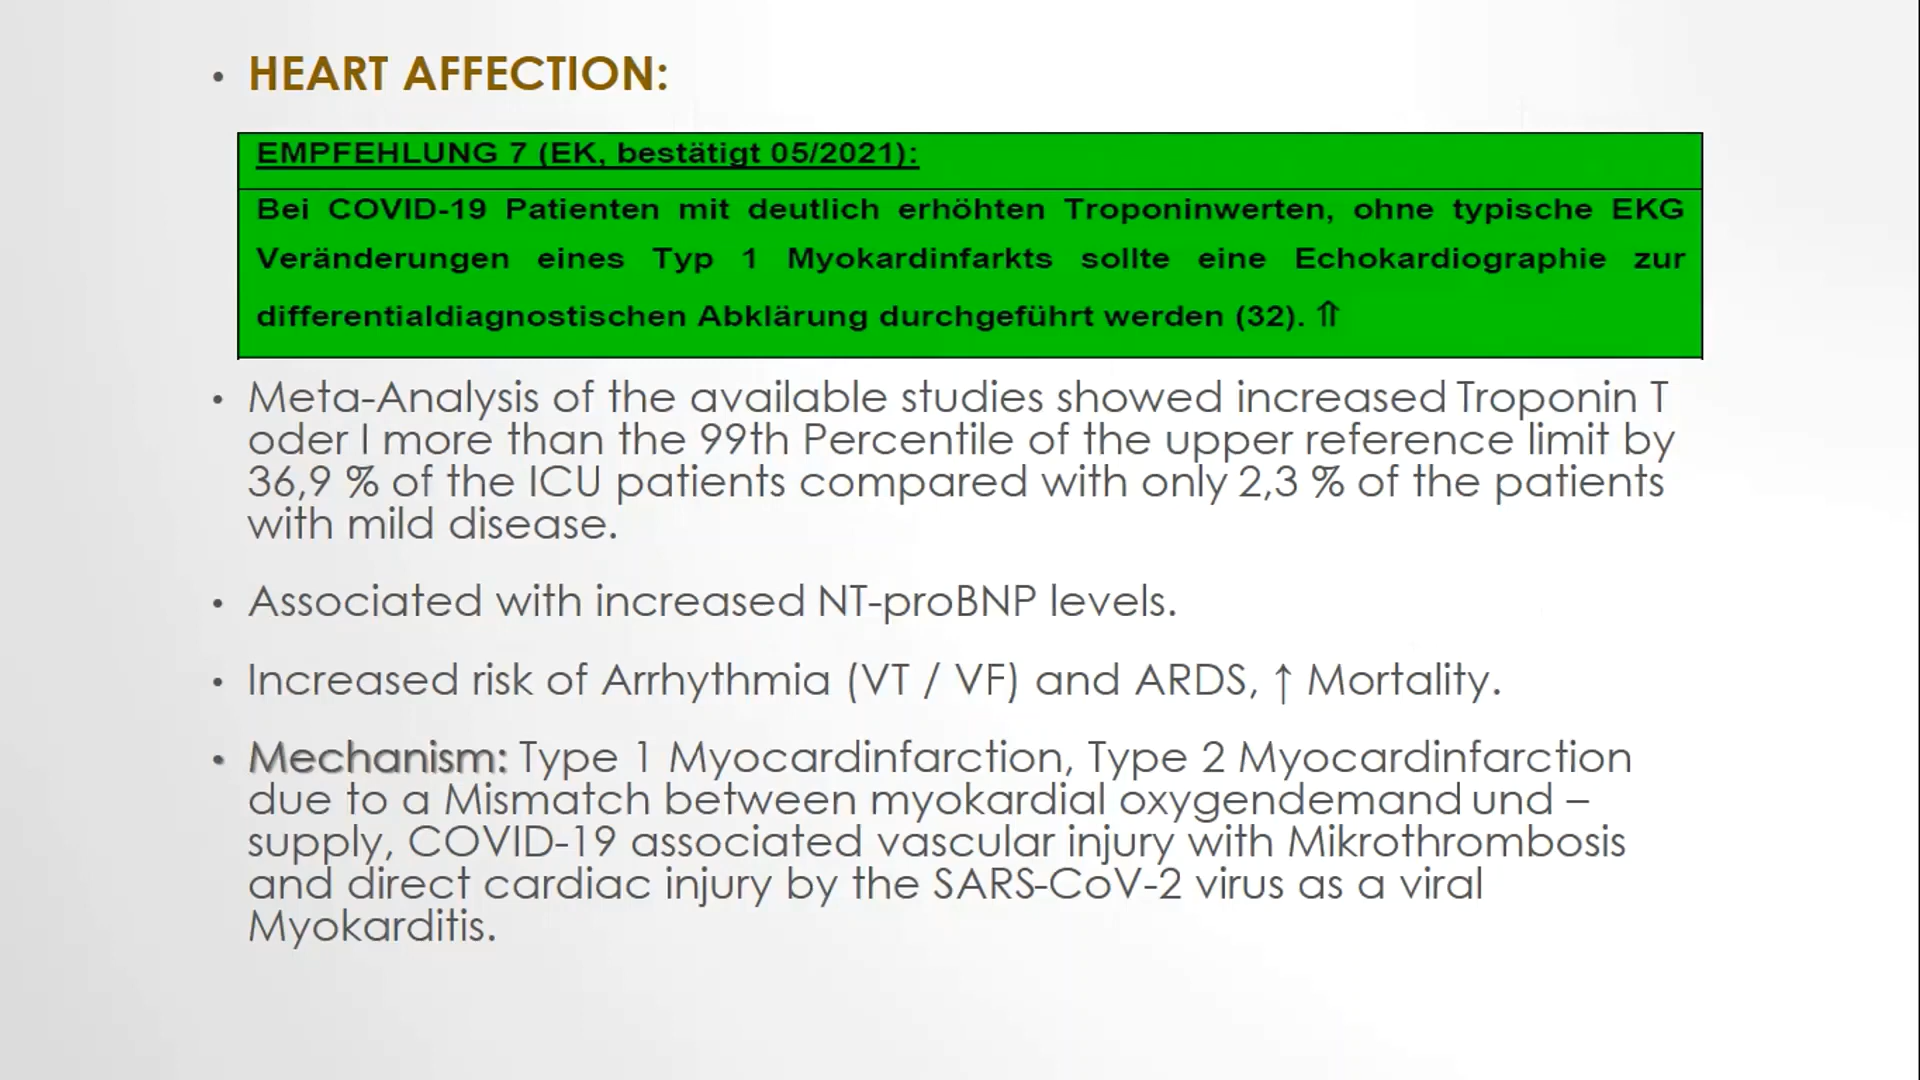 • HEART AFFECTION:
EMPFEHLUNG 7 (EK, bestätigt 05/2021):
Bei COVID-19 Patienten mit deutlich erhöhten Troponinwerten, ohne typische EKG
Veränderungen eines Typ 1 Myokardinfarkts sollte eine Echokardiographie zur
differentialdiagnostischen Abklärung durchgeführt werden (32). ⇑
• Meta-Analysis of the available studies showed increased Troponin T
oder I more than the 99th Percentile of the upper reference limit by
36,9 % of the ICU patients compared with only 2,3 % of the patients
with mild disease.
• Associated with increased NT-proBNP levels.
• Increased risk of Arrhythmia (VT / VF) and ARDS, ↑ Mortality.
• Mechanism: Type 1 Myocardinfarction, Type 2 Myocardinfarction
due to a Mismatch between myokardial oxygendemand und –
supply, COVID-19 associated vascular injury with Mikrothrombosis
and direct cardiac injury by the SARS-CoV-2 virus as a viral
Myokarditis.